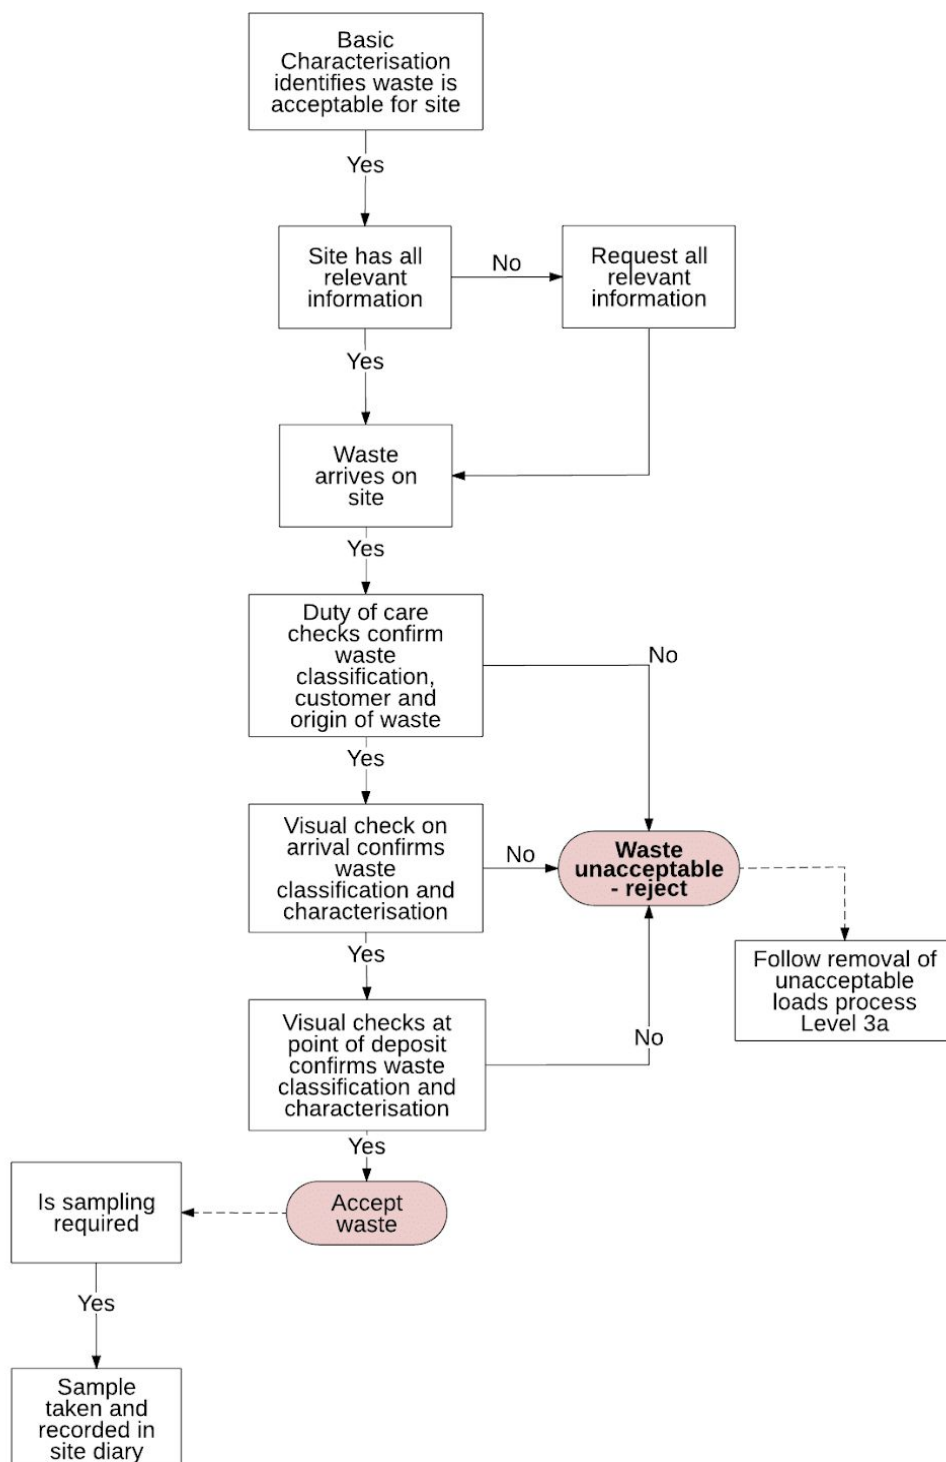 Basic
Characterisation
identifies waste is
acceptable for site
Yes
Site has all
relevant
information
No
Request all
relevant
information
Yes
Waste
arrives on
site
Yes
Duty of care
checks confirm
waste
classification,
customer and
origin of waste
No
Yes
Visual check on
arrival confirms
waste
classification and
characterisation
No
Waste
unacceptable
- reject
Yes
Follow removal of
unacceptable
loads process
Level 3a
Visual checks at
point of deposit
confirms waste
classification and
characterisation
No
Yes
Accept
waste
Is sampling
required
Yes
Sample
taken and
recorded in
site diary